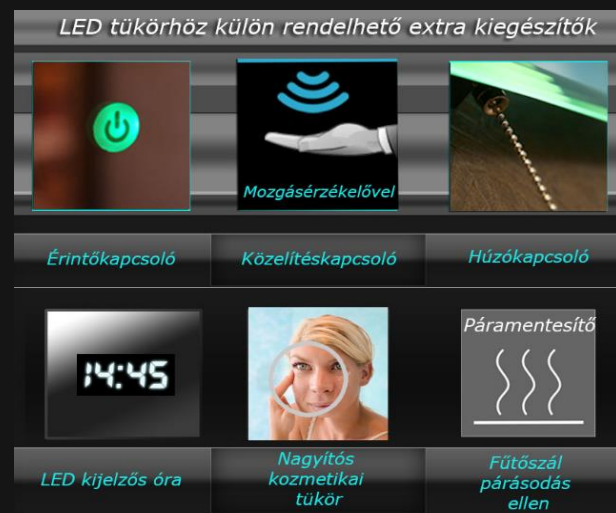 LED tükörhöz külön rendelhető extra kiegészítők
Mozgásérzékelővel
Érintőkapcsoló
Közelítéskapcsoló
Húzókapcsoló
14:45
Páramentesítő
LED kijelzős óra
Nagyítós
kozmetikai
tükör
Fűtőszál
párásodás
ellen